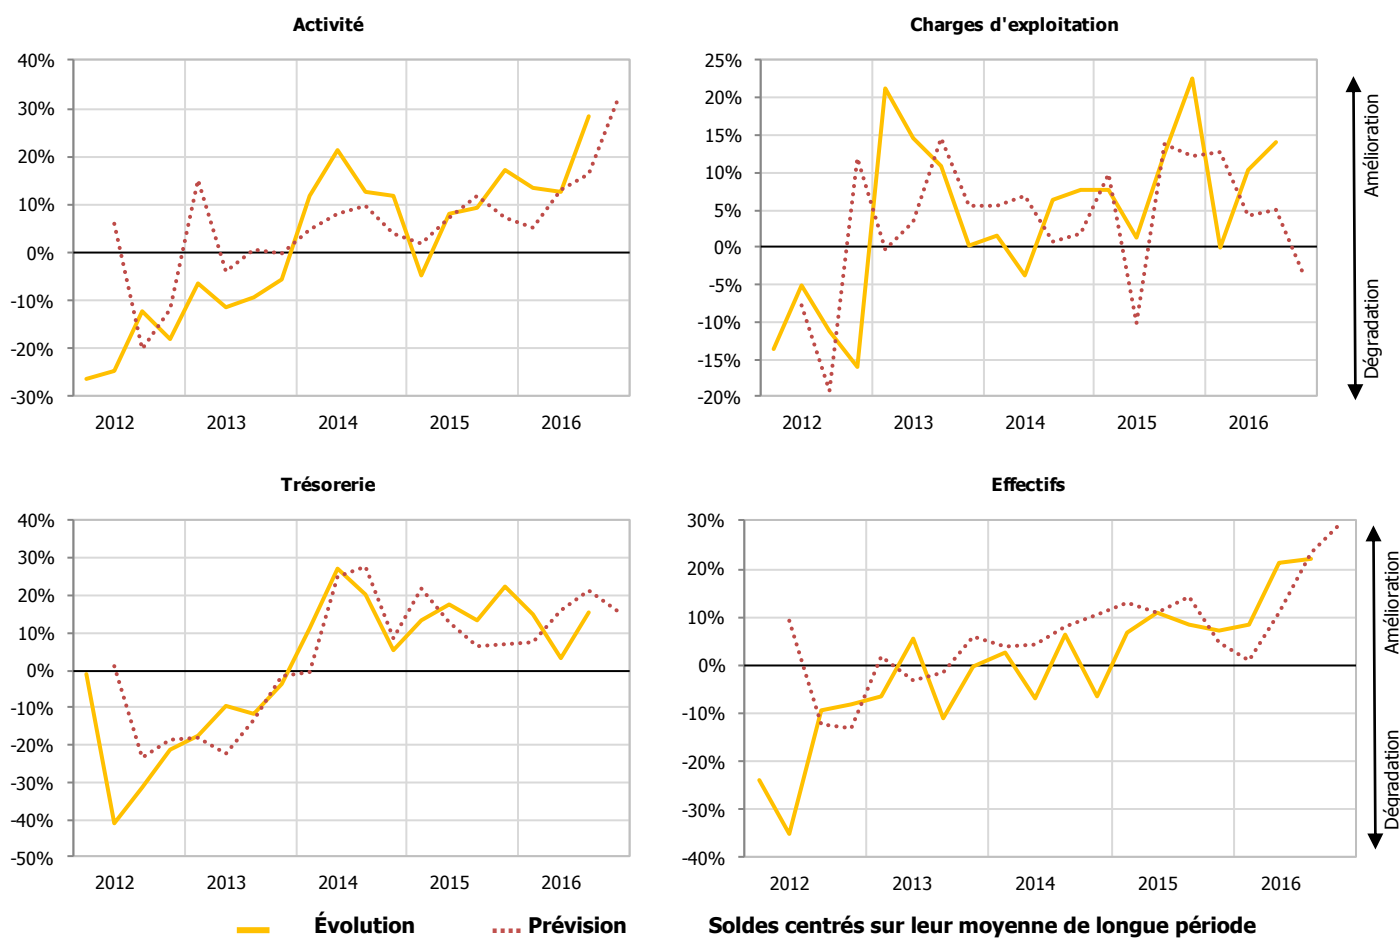 Activité
40%
30%
20%
10%
0%
-10%
-20%
-30%
2012 2013 2014 2015 2016
Charges d'exploitation
25%
20%
15%
10%
5%
0%
-5%
-10%
-15%
-20%
2012 2013 2014 2015 2016
Amélioration
Dégradation
Trésorerie
40%
30%
20%
10%
0%
-10%
-20%
-30%
-40%
-50%
2012 2013 2014 2015 2016
Effectifs
30%
20%
10%
0%
-10%
-20%
-30%
-40%
2012 2013 2014 2015 2016
Amélioration
Dégradation
Évolution Prévision Soldes centrés sur leur moyenne de longue période